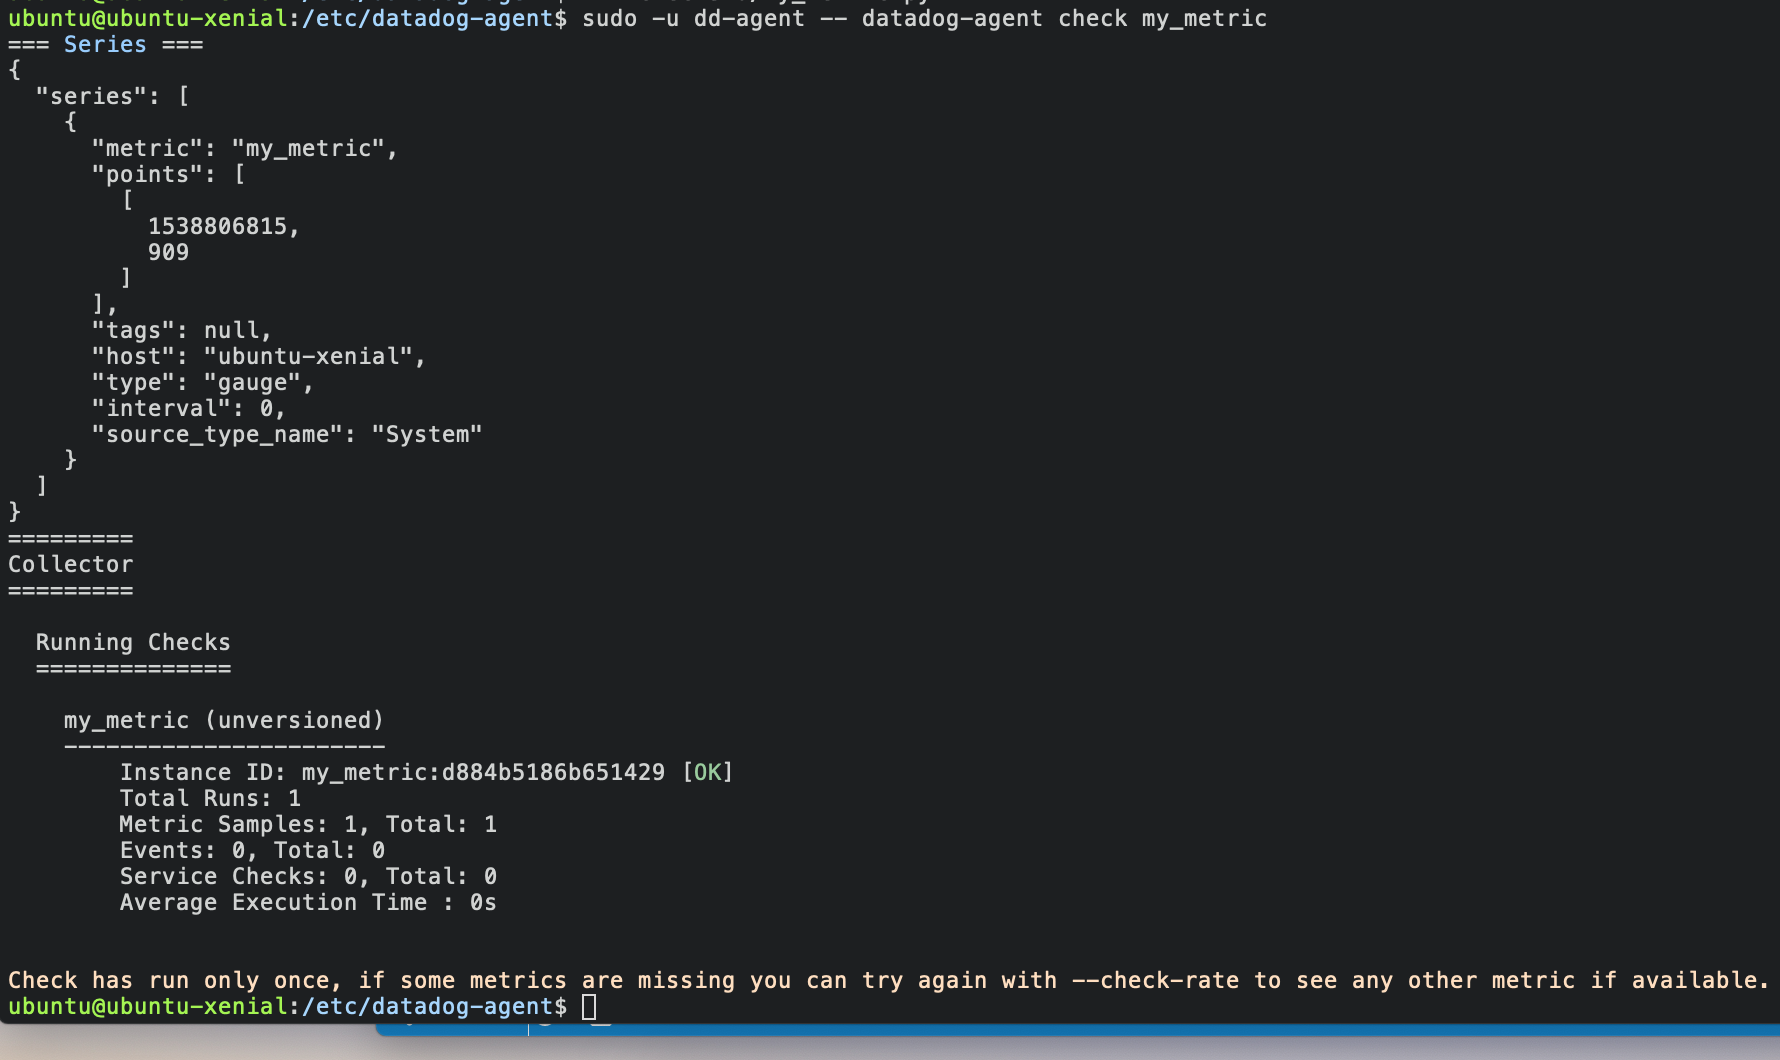 ubuntu@ubuntu-xenial:/etc/datadog-agent$ sudo -u dd-agent -- datadog-agent check my_metric
=== Series ===
{
  "series": [
    {
      "metric": "my_metric",
      "points": [
        [
          1538806815,
          909
        ]
      ],
      "tags": null,
      "host": "ubuntu-xenial",
      "type": "gauge",
      "interval": 0,
      "source_type_name": "System"
    }
  ]
}
=========
Collector
=========

  Running Checks
  ==============

    my_metric (unversioned)
    -----------------------
        Instance ID: my_metric:d884b5186b651429 [OK]
        Total Runs: 1
        Metric Samples: 1, Total: 1
        Events: 0, Total: 0
        Service Checks: 0, Total: 0
        Average Execution Time : 0s

Check has run only once, if some metrics are missing you can try again with --check-rate to see any other metric if available.
ubuntu@ubuntu-xenial:/etc/datadog-agent$